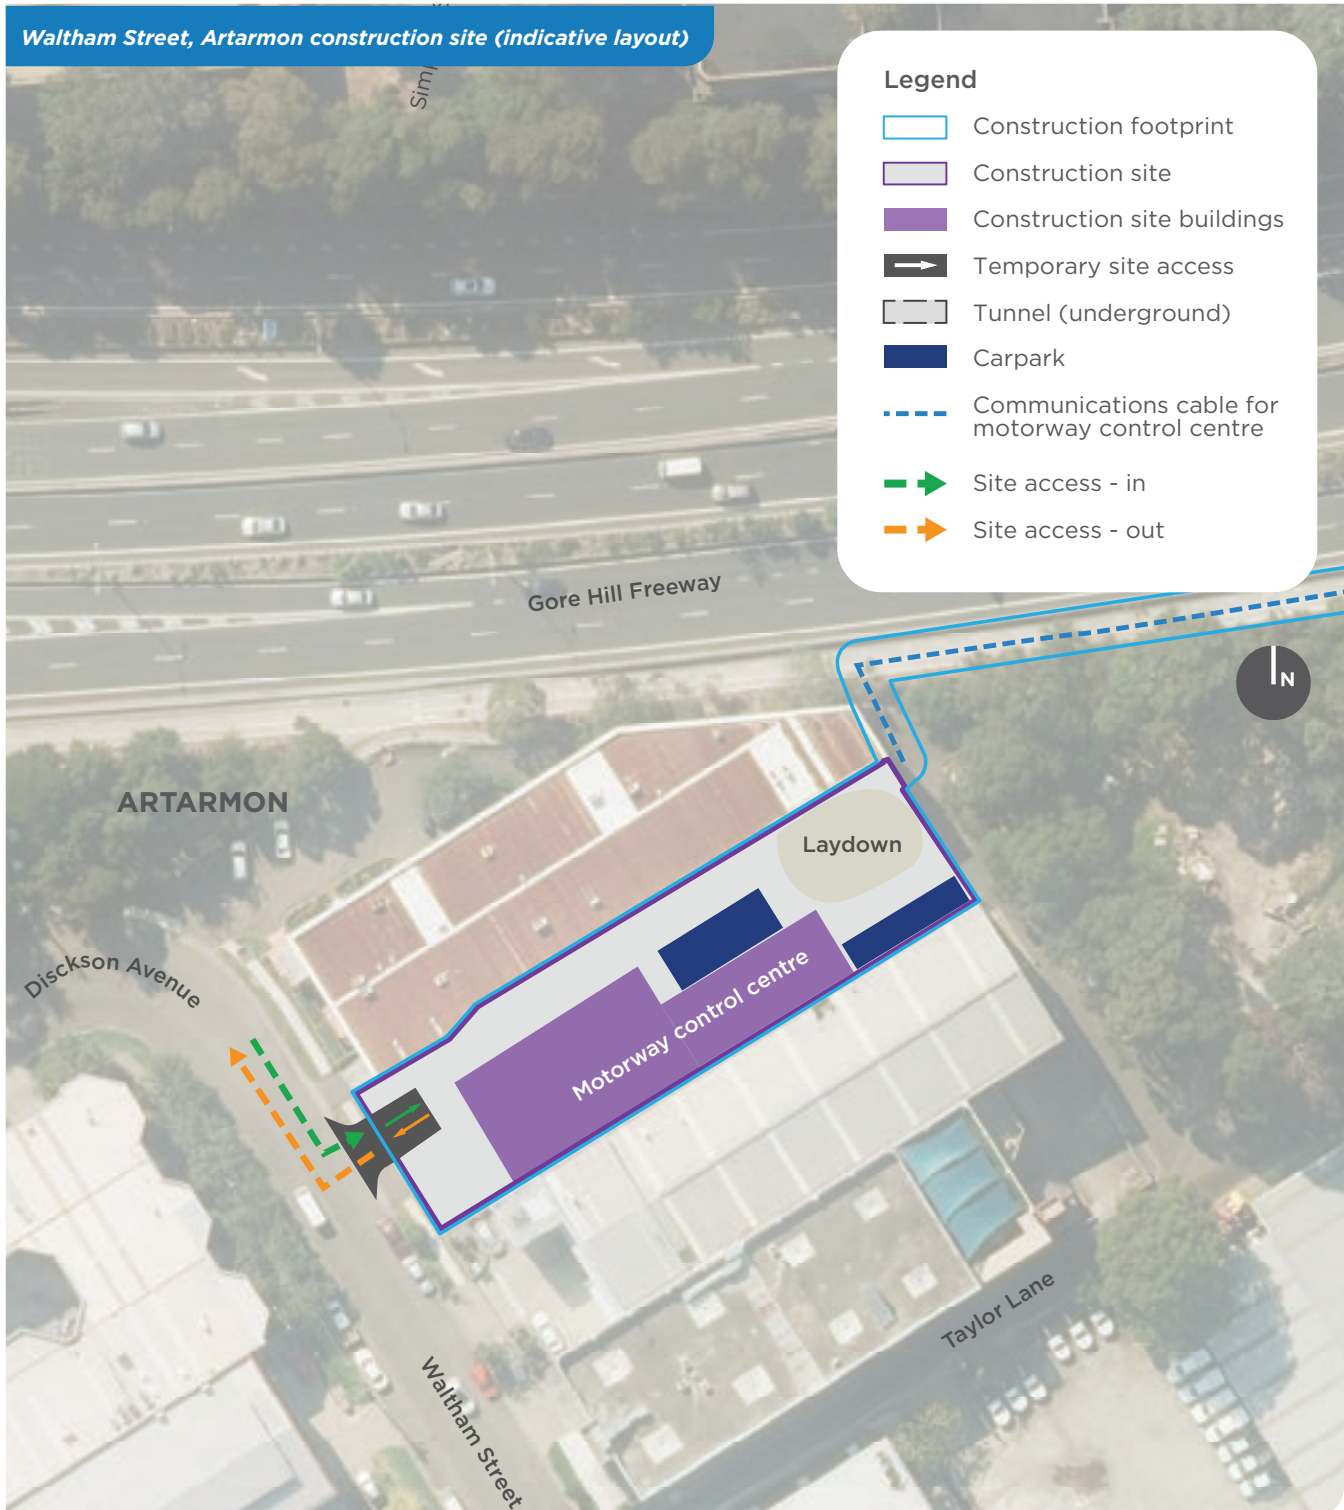 Waltham Street, Artarmon construction site (indicative layout)
Legend
Construction footprint
Construction site
Construction site buildings
Temporary site access
Tunnel (underground)
Carpark
Communications cable for
motorway control centre
Site access - in
Site access - out
Gore Hill Freeway
N
ARTARMON
Laydown
Disckson Avenue
Motorway control centre
Taylor Lane
Waltham Street